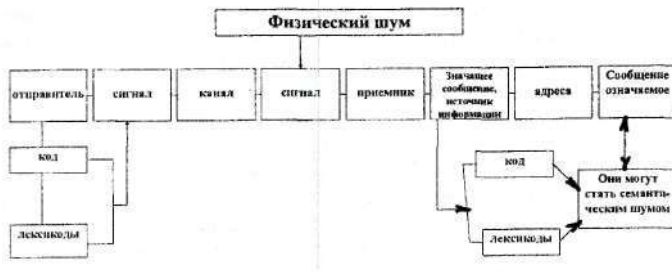 Физический шум
отправитель
сигнал
канал
сигнал
приемник
Значащее
сообщение,
источник
информации
адреса
Сообщение
означаемое
код
лексикоды
код
лексикоды
Они могут
стать семанти-
ческим шумом